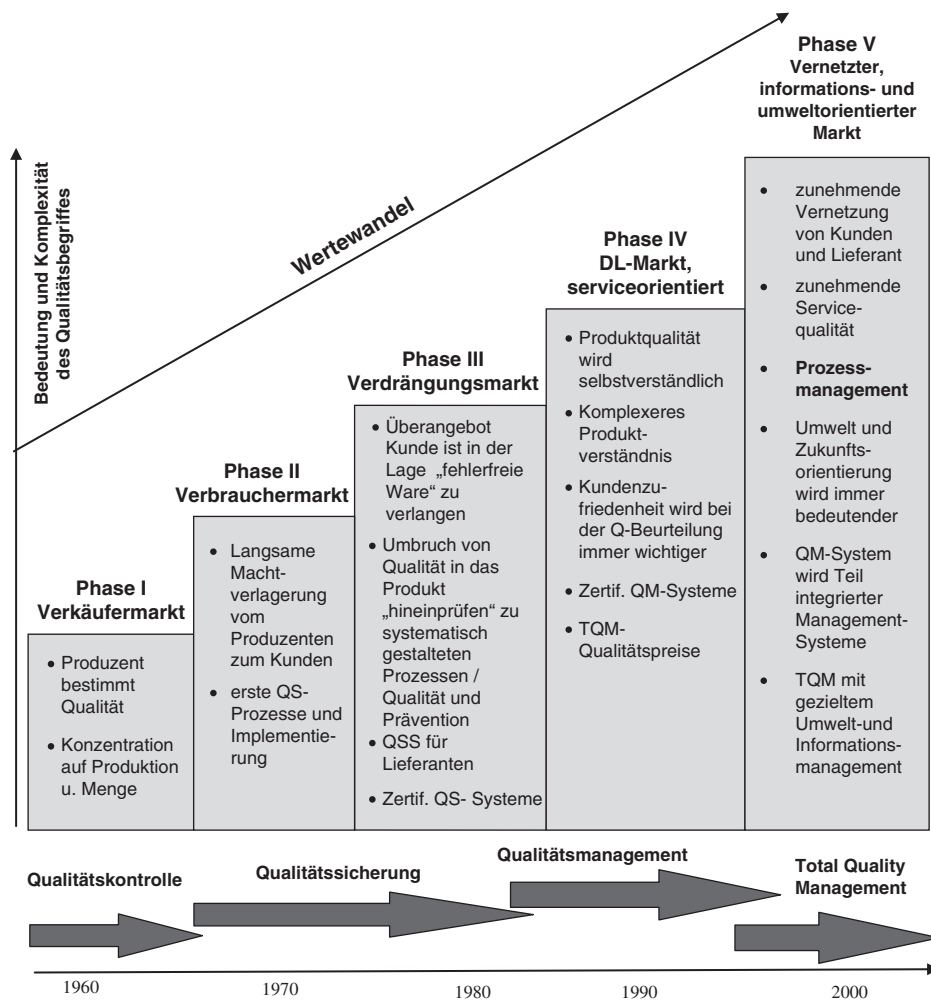 Bedeutung und Komplexität
des Qualitätsbegriffes
Wertewandel
Phase I
Verkäufermarkt
• Produzent
bestimmt
Qualität
• Konzentration
auf Produktion
u. Menge
Phase II
Verbrauchermarkt
• Langsame
Macht-
verlagerung
vom
Produzenten
zum Kunden
• erste QS-
Prozesse und
Implementie-
rung
Phase III
Verdrängungsmarkt
• Überangebot
Kunde ist in der
Lage „fehlerfreie
Ware“ zu
verlangen
• Umbruch von
Qualität in das
Produkt
„hineinprüfen“ zu
systematisch
gestalteten
Prozessen /
Qualität und
Prävention
• QSS für
Lieferanten
• Zertif. QS- Systeme
Phase IV
DL-Markt,
serviceorientiert
• Produktqualität
wird
selbstverständlich
• Komplexeres
Produkt-
verständnis
• Kundenzu-
friedenheit wird bei
der Q-Beurteilung
immer wichtiger
• Zertif. QM-Systeme
• TQM-
Qualitätspreise
Phase V
Vernetzter,
informations- und
umweltorientierter
Markt
• zunehmende
Vernetzung
von Kunden
und Lieferant
• zunehmende
Service-
qualität
• Prozess-
management
• Umwelt und
Zukunfts-
orientierung
wird immer
bedeutender
• QM-System
wird Teil
integrierter
Management-
Systeme
• TQM mit
gezieltem
Umwelt-und
Informations-
management
Qualitätskontrolle
Qualitätssicherung
Qualitätsmanagement
Total Quality
Management
1960
1970
1980
1990
2000